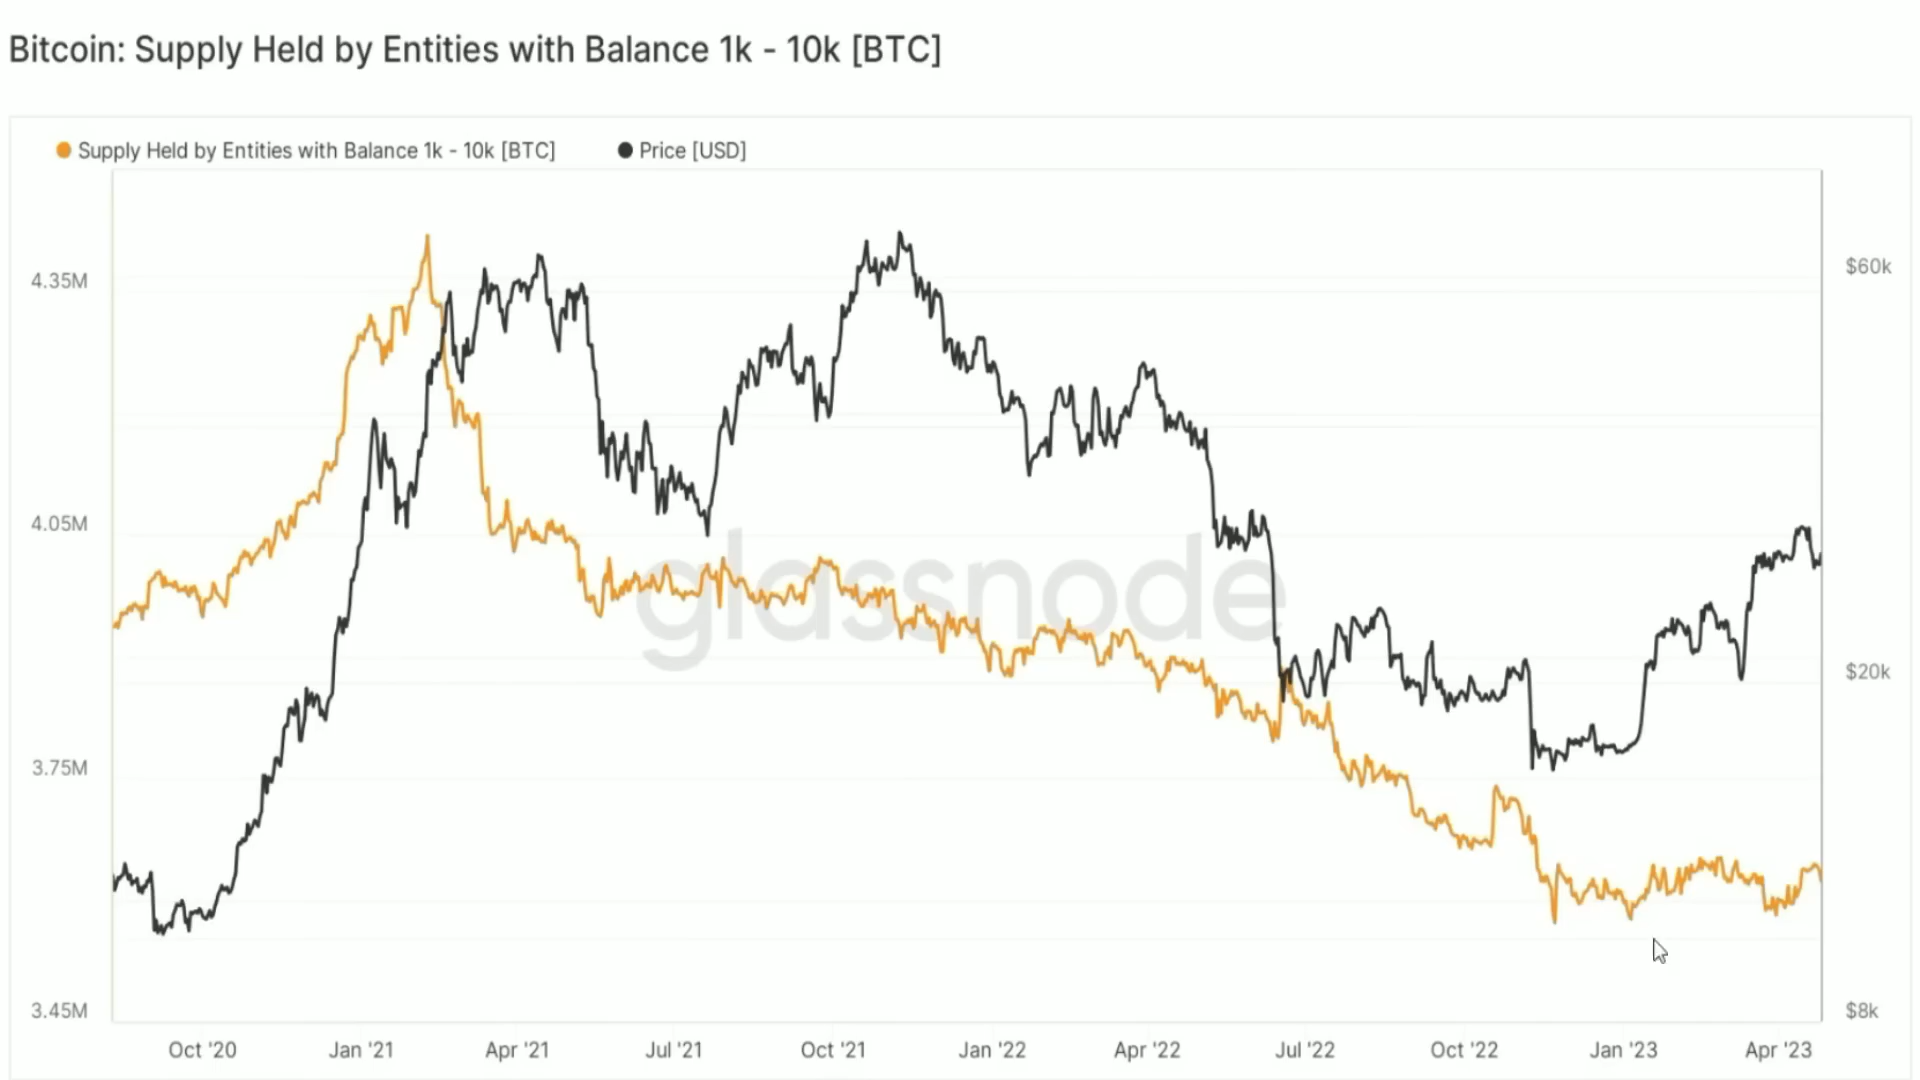 Bitcoin: Supply Held by Entities with Balance 1k - 10k [BTC]
Supply Held by Entities with Balance 1k - 10k [BTC] Price [USD]
4.35M
4.05M
3.75M
3.45M
glassnode
$60k
$20k
$8k
Oct '20 Jan '21 Apr '21 Jul '21 Oct '21 Jan '22 Apr '22 Jul '22 Oct '22 Jan '23 Apr '23